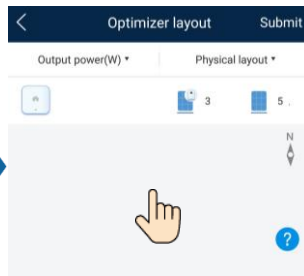 Optimizer layout Submit
Output power(W) Physical layout
3 5
N
?